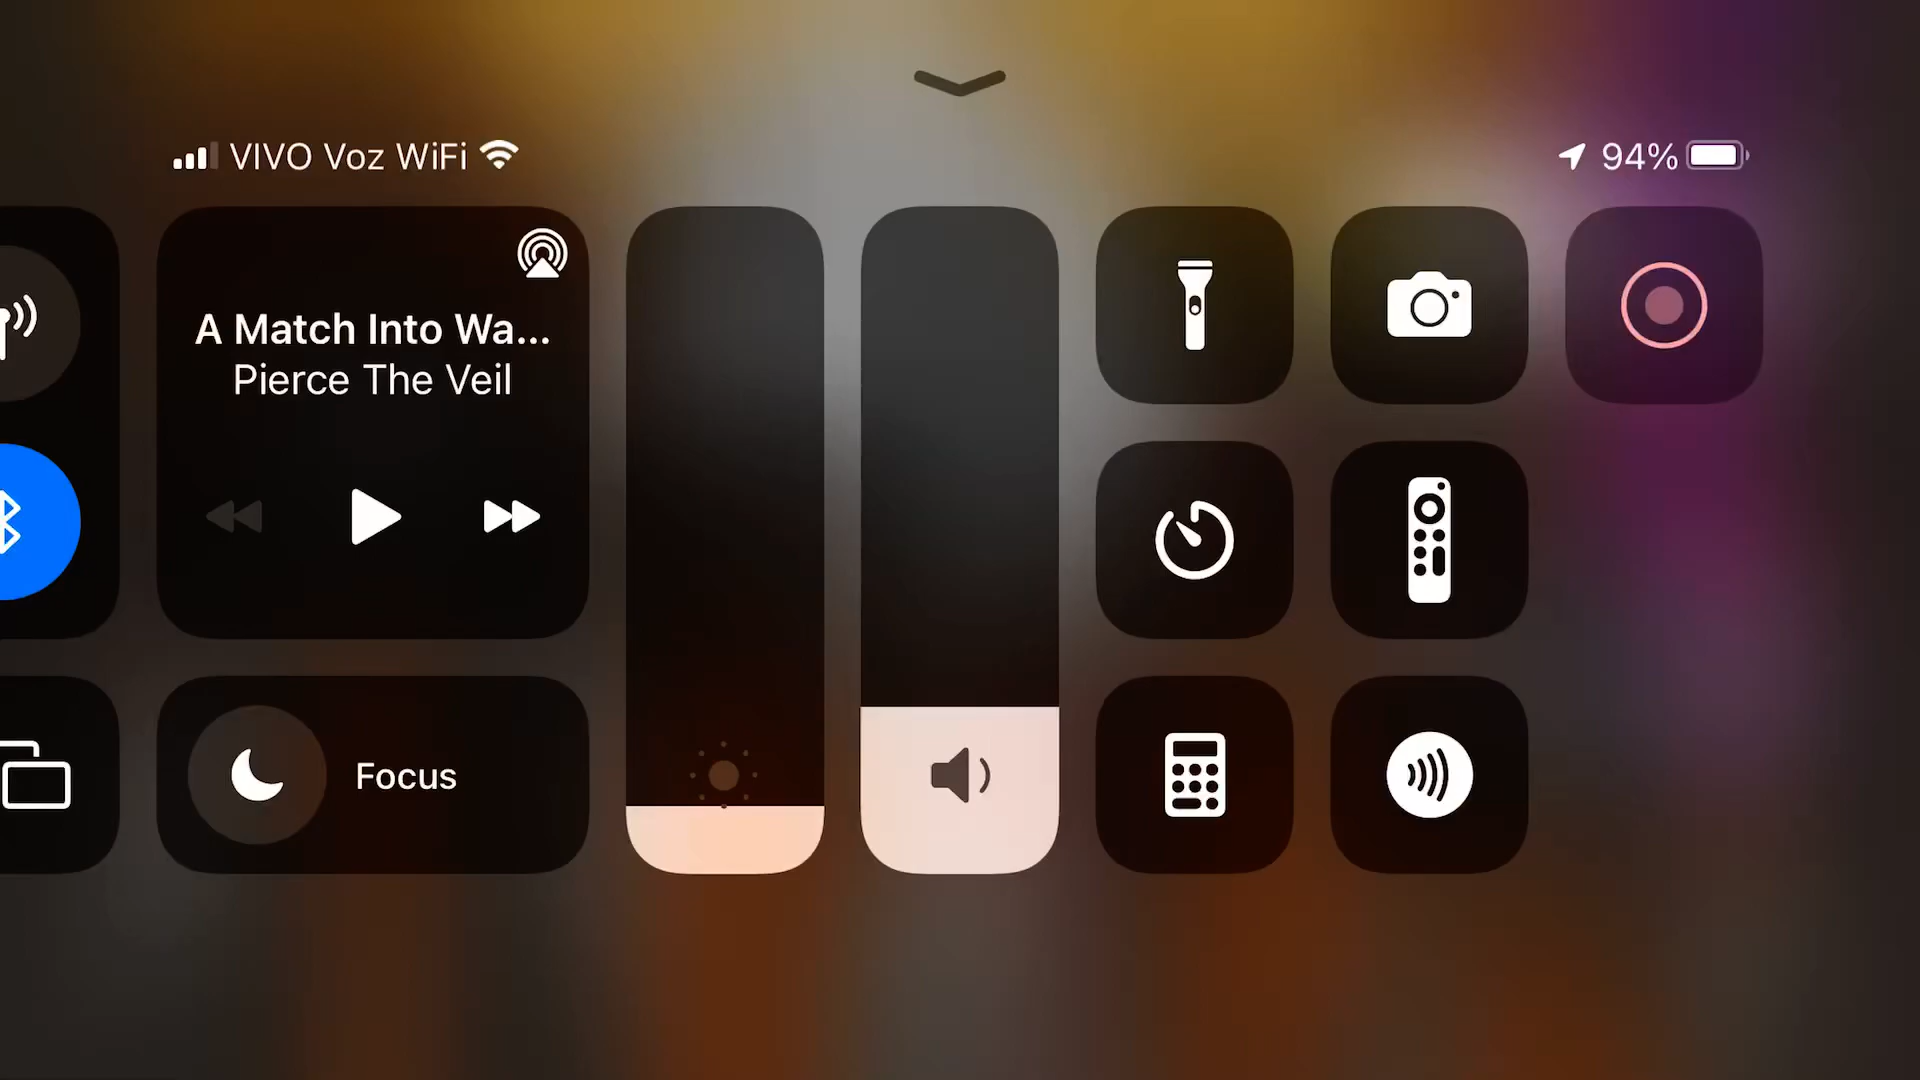 VIVO Voz WiFi
94%
A Match Into Wa...
Pierce The Veil
Focus